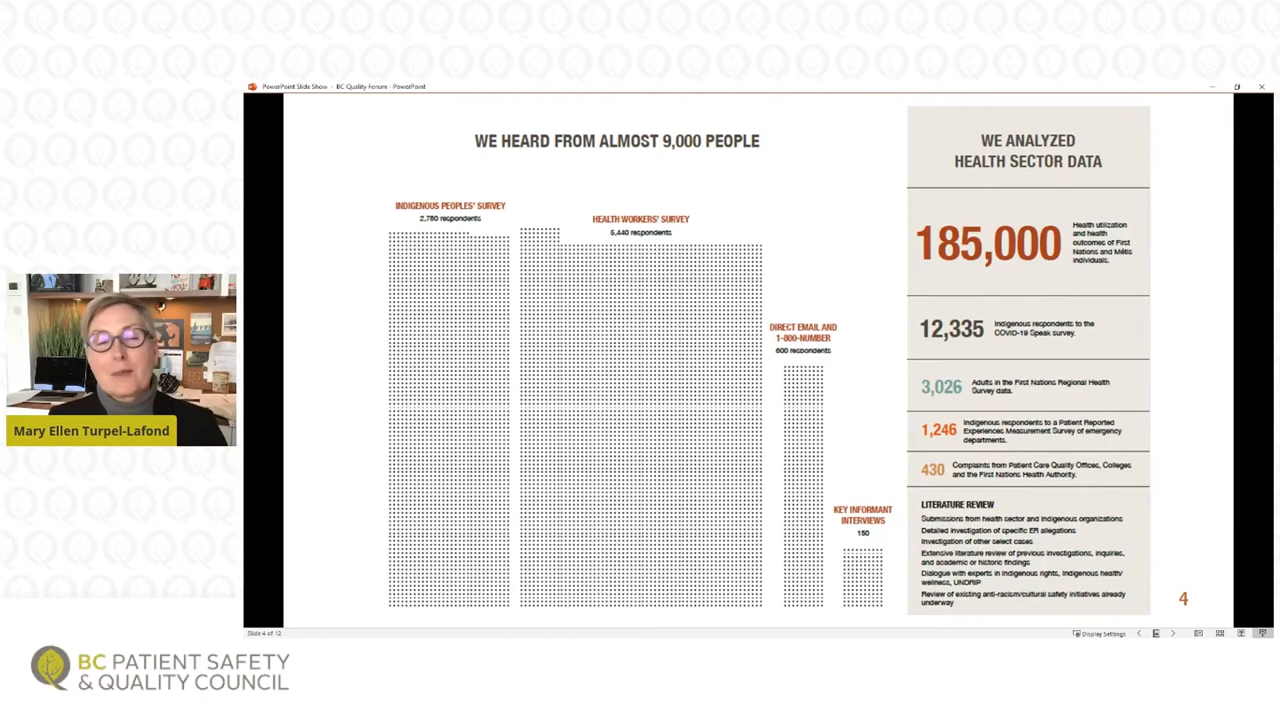 PowerPoint Slide Show - BC Quality Forum - PowerPoint
WE HEARD FROM ALMOST 9,000 PEOPLE
INDIGENOUS PEOPLES' SURVEY
2,780 respondents
HEALTH WORKERS' SURVEY
5,440 respondents
DIRECT EMAIL AND
1-800-NUMBER
600 respondents
KEY INFORMANT
INTERVIEWS
150
WE ANALYZED
HEALTH SECTOR DATA
185,000
Health utilization
and health
outcomes of First
Nations and Métis
individuals.
12,335
Indigenous respondents to the
COVID-19 Speak survey.
3,026
Adults in the First Nations Regional Health
Survey data.
1,246
Indigenous respondents to a Patient Reported
Experiences Measurement Survey of emergency
departments.
430
Complaints from Patient Care Quality Offices, Colleges
and the First Nations Health Authority.
LITERATURE REVIEW
Submissions from health sector and Indigenous organizations
Detailed investigation of specific ER allegations
Investigation of other select cases
Extensive literature review of previous investigations, inquiries,
and academic or historic findings
Dialogue with experts in Indigenous rights, Indigenous health/
wellness, UNDRIP
Review of existing anti-racism/cultural safety initiatives already
underway
4
Slide 4 of 12
Display Settings
Mary Ellen Turpel-Lafond
BC PATIENT SAFETY
& QUALITY COUNCIL